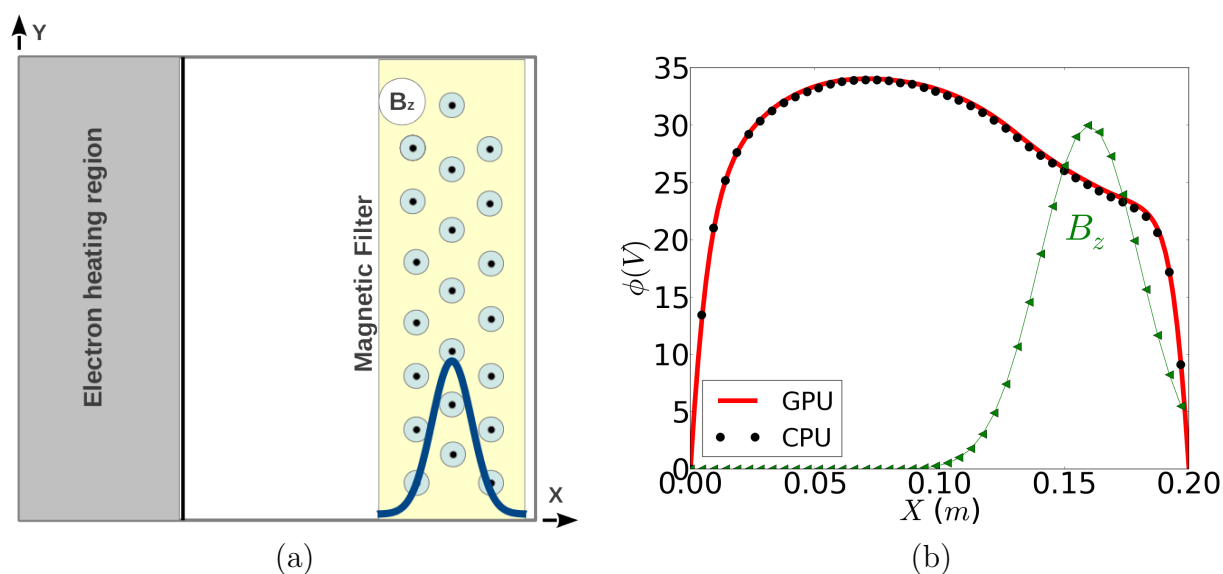 Y
Electron heating region
Magnetic Filter
Bz
X
(a)
35
30
25
20
15
10
5
0
ϕ(V)
Bz
GPU
CPU
0.00 0.05 0.10 0.15 0.20
X (m)
(b)